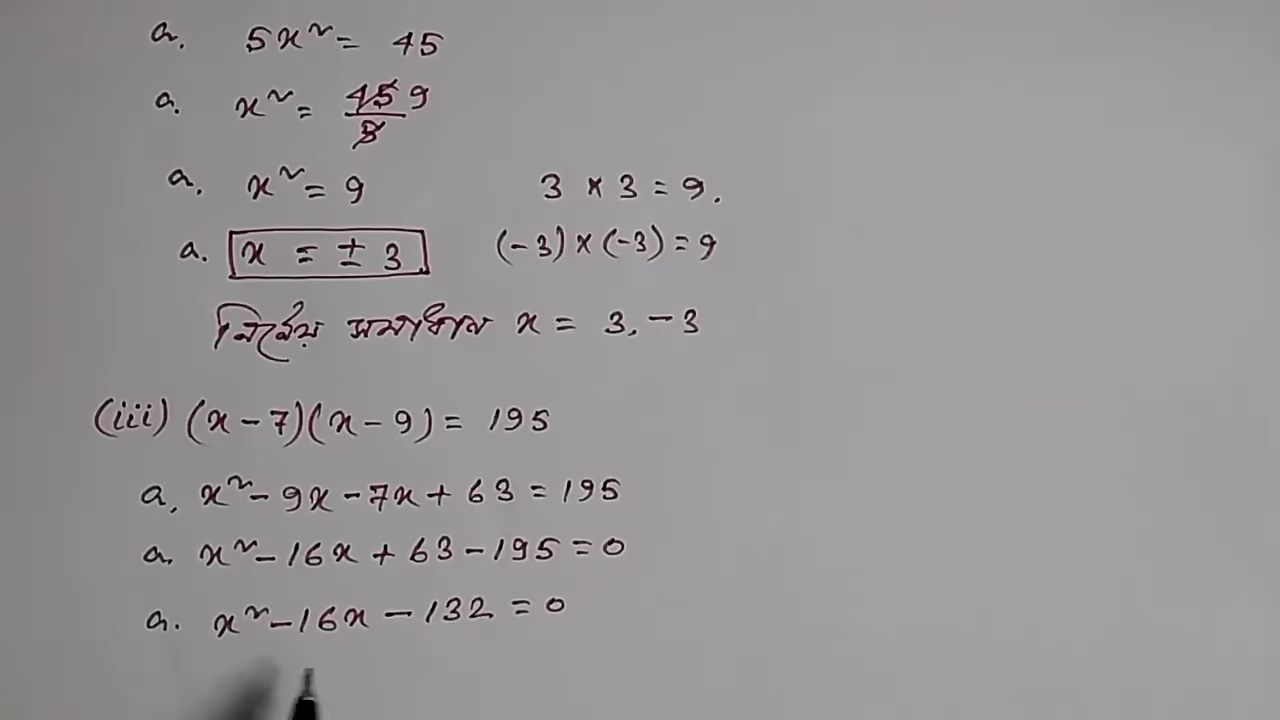 বা, 5x² = 45
বা, x² = 45/5 9
বা, x² = 9 3 × 3 = 9.
বা, x = ± 3 (-3) × (-3) = 9
নির্ণেয় সমাধান x = 3, -3
(iii) (x - 7)(x - 9) = 195
বা, x² - 9x - 7x + 63 = 195
বা, x² - 16x + 63 - 195 = 0
বা, x² - 16x - 132 = 0